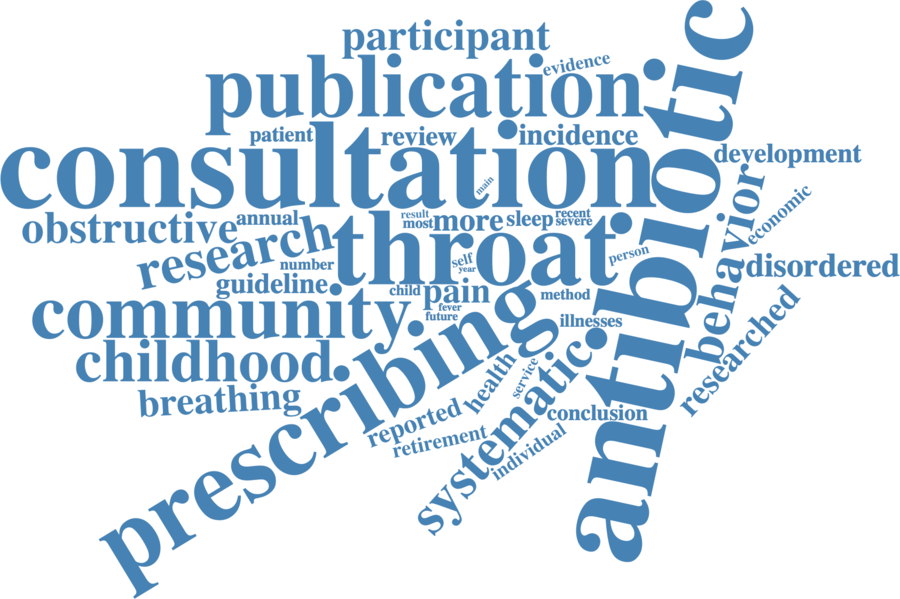 participant
evidence
publication
antibiotic
patient
review
incidence
consultation
main
development
obstructive
annual
result
most
more
sleep
recent
severe
behavior
economic
research
throat
number
self
year
person
disordered
guideline
child
pain
method
community
fever
future
illnesses
researched
childhood
prescribing
breathing
health
service
systematic
reported
conclusion
retirement
individual